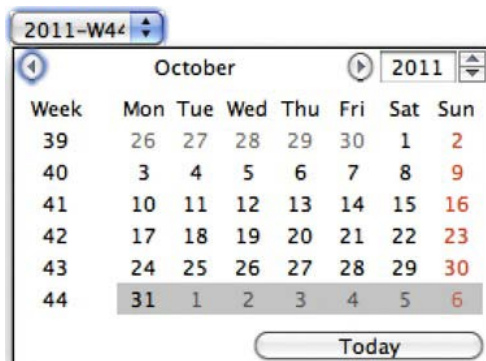 2011-W44
October 2011
Week Mon Tue Wed Thu Fri Sat Sun
39 26 27 28 29 30 1 2
40 3 4 5 6 7 8 9
41 10 11 12 13 14 15 16
42 17 18 19 20 21 22 23
43 24 25 26 27 28 29 30
44 31 1 2 3 4 5 6
Today